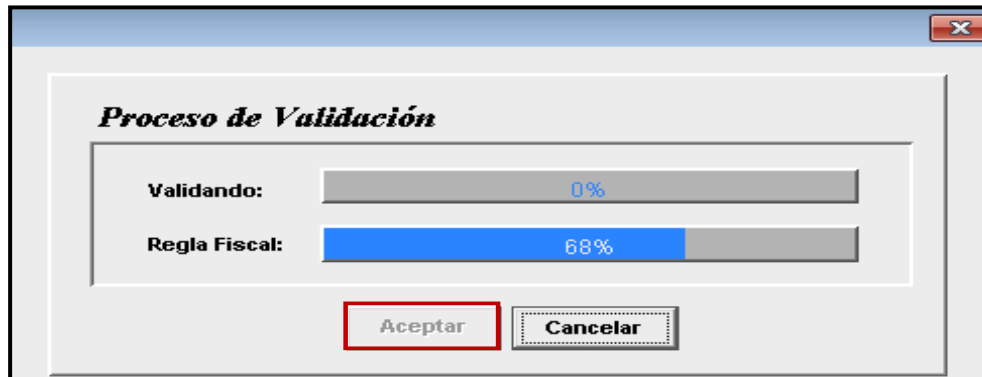 Proceso de Validación
Validando: 0%
Regla Fiscal: 68%
Aceptar Cancelar